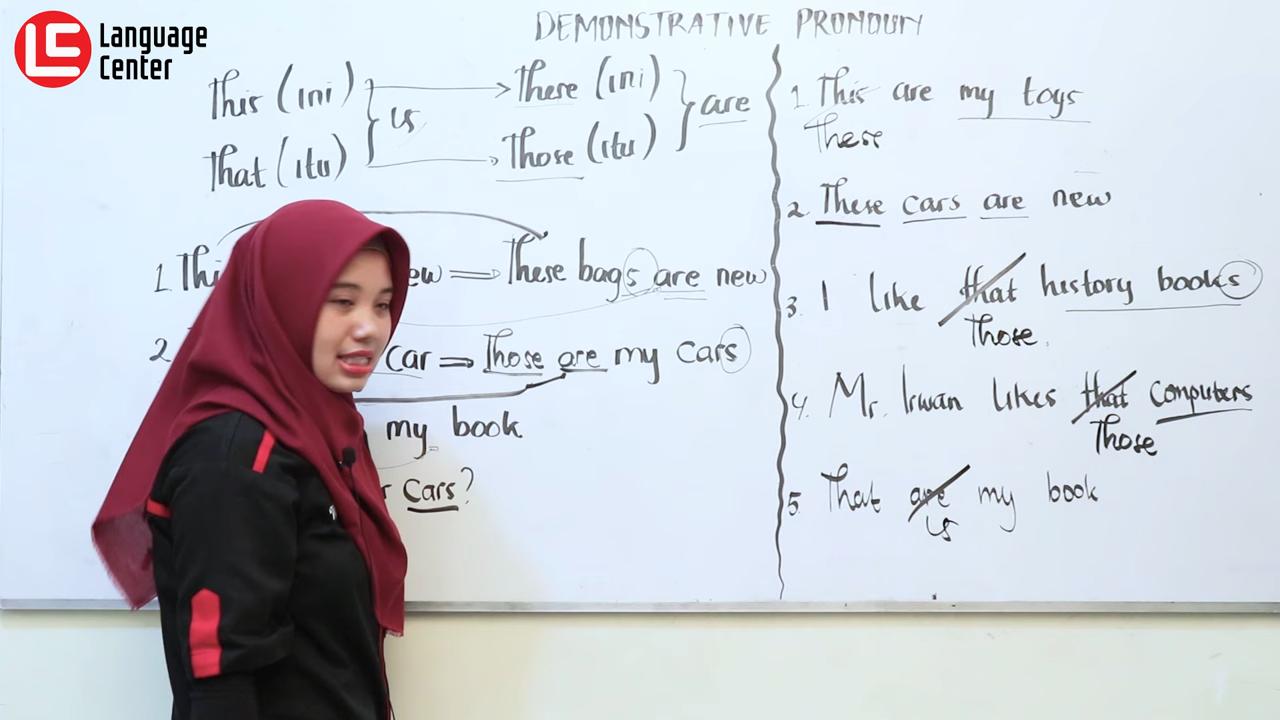 Language
Center
DEMONSTRATIVE PRONOUN
This (ini) is These (ini) are
That (itu) Those (itu)
1. Thi ew = These bags are new
2. Car = Those are my Cars
my book
r Cars?
1. This are my toys
These
2. These cars are new
3. I like that history books
Those.
4. Mr. Irwan likes that computers
Those
5. That are my book
is